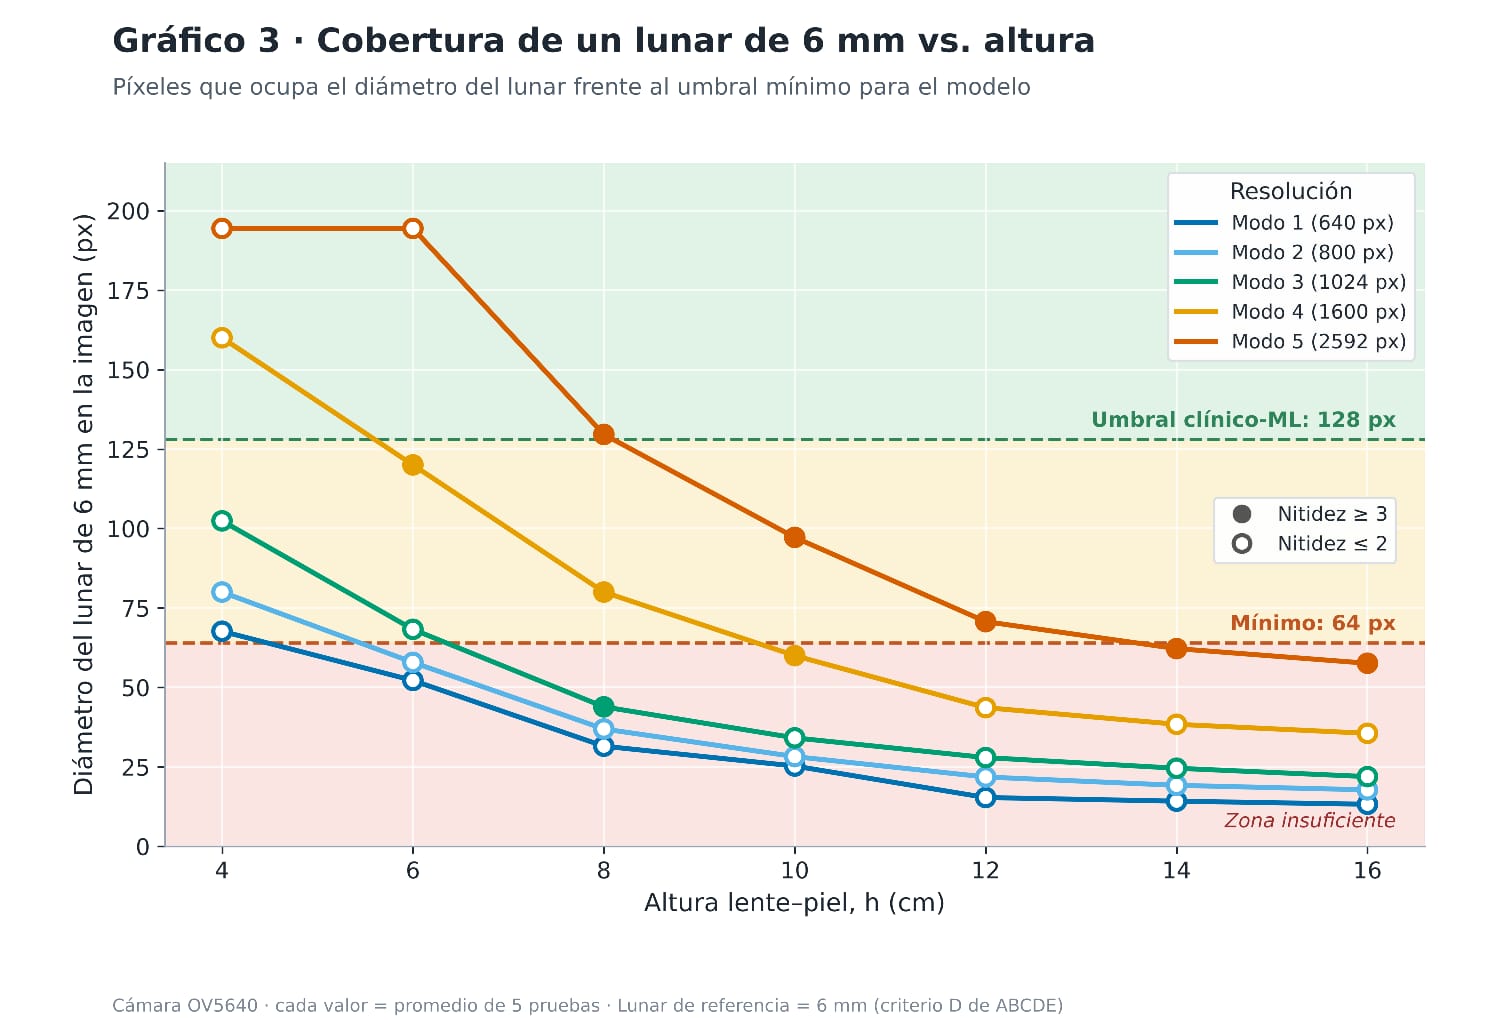 Gráfico 3 · Cobertura de un lunar de 6 mm vs. altura
Píxeles que ocupa el diámetro del lunar frente al umbral mínimo para el modelo
Diámetro del lunar de 6 mm en la imagen (px)
200
175
150
125
100
75
50
25
0
Resolución
Modo 1 (640 px)
Modo 2 (800 px)
Modo 3 (1024 px)
Modo 4 (1600 px)
Modo 5 (2592 px)
Umbral clínico-ML: 128 px
Nitidez ≥ 3
Nitidez ≤ 2
Mínimo: 64 px
Zona insuficiente
4 6 8 10 12 14 16
Altura lente–piel, h (cm)
Cámara OV5640 · cada valor = promedio de 5 pruebas · Lunar de referencia = 6 mm (criterio D de ABCDE)